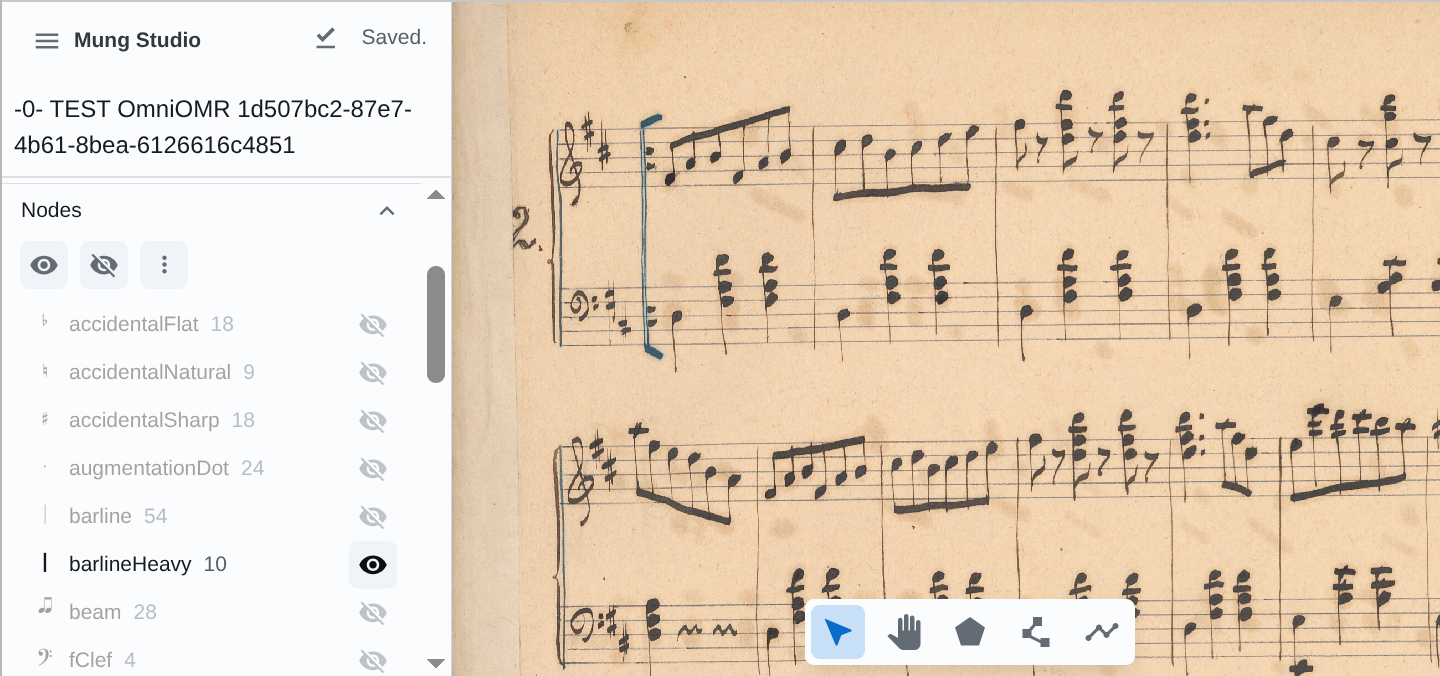 Mung Studio
Saved.
-0- TEST OmniOMR 1d507bc2-87e7-
4b61-8bea-6126616c4851
Nodes
accidentalFlat 18
accidentalNatural 9
accidentalSharp 18
augmentationDot 24
barline 54
barlineHeavy 10
beam 28
fClef 4
2.